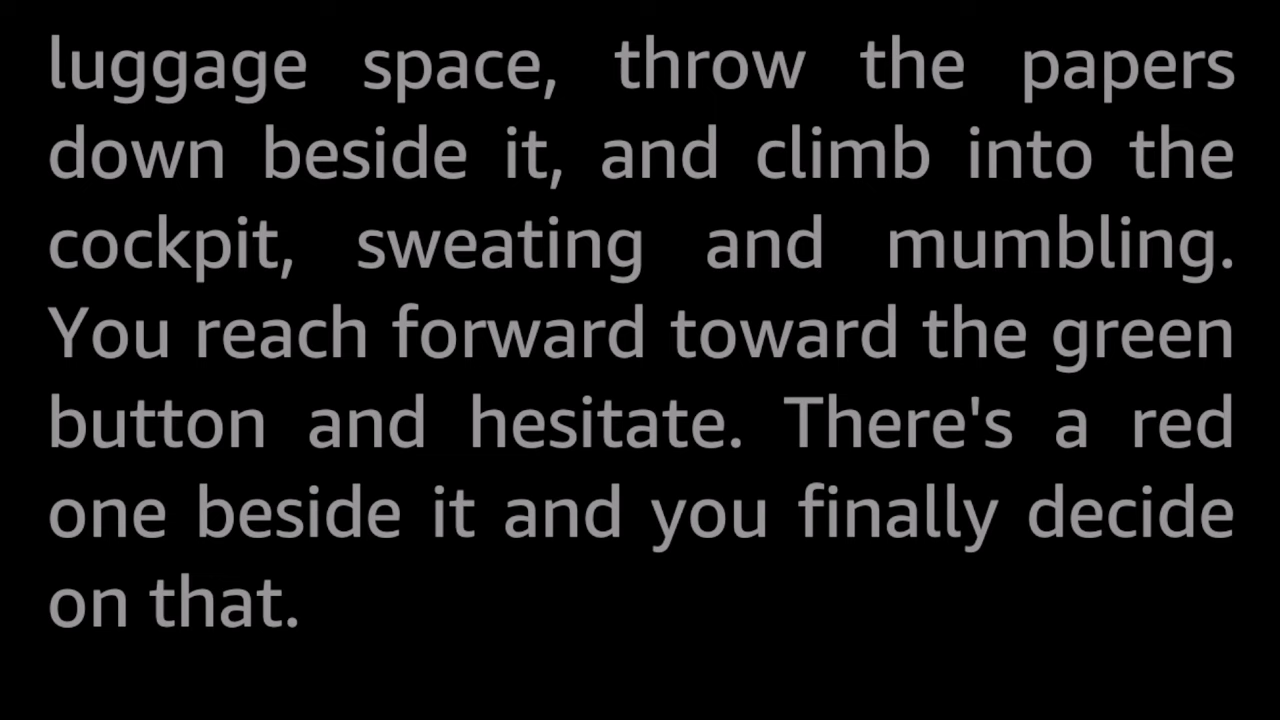 luggage space, throw the papers
down beside it, and climb into the
cockpit, sweating and mumbling.
You reach forward toward the green
button and hesitate. There's a red
one beside it and you finally decide
on that.